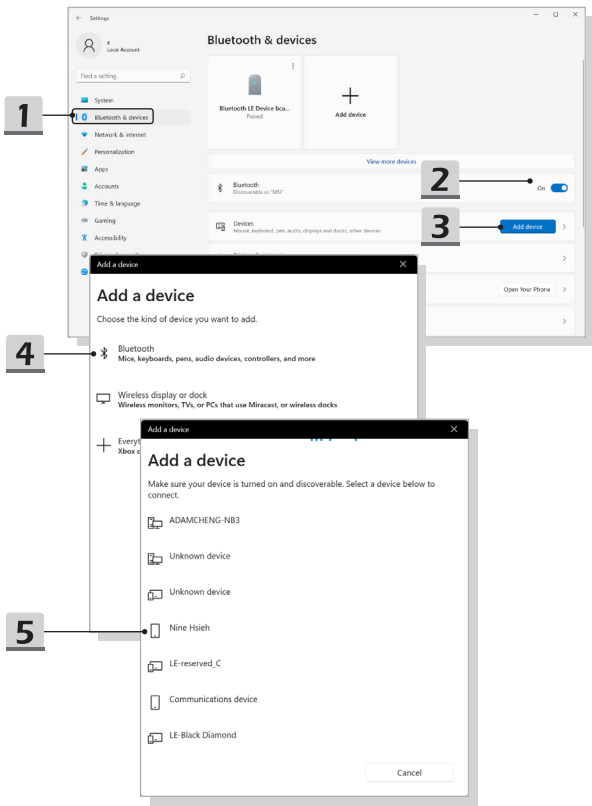 Settings
z
Local Account
Find a setting
System
1
Bluetooth & devices
Network & internet
Personalization
Apps
Accounts
Time & language
Gaming
Accessibility
Bluetooth & devices
Bluetooth LE Device bca...
Paired
Add device
View more devices
2
Bluetooth
Discoverable as "MSI"
On
3
Devices
Mouse, keyboard, pen, audio, displays and docks, other devices
Add device
Open Your Phone
Add a device
Add a device
Choose the kind of device you want to add.
4
Bluetooth
Mice, keyboards, pens, audio devices, controllers, and more
Wireless display or dock
Wireless monitors, TVs, or PCs that use Miracast, or wireless docks
Xbox
Add a device
Add a device
Make sure your device is turned on and discoverable. Select a device below to
connect.
ADAMCHENG-NB3
Unknown device
Unknown device
5
Nine Hsieh
LE-reserved_C
Communications device
LE-Black Diamond
Cancel